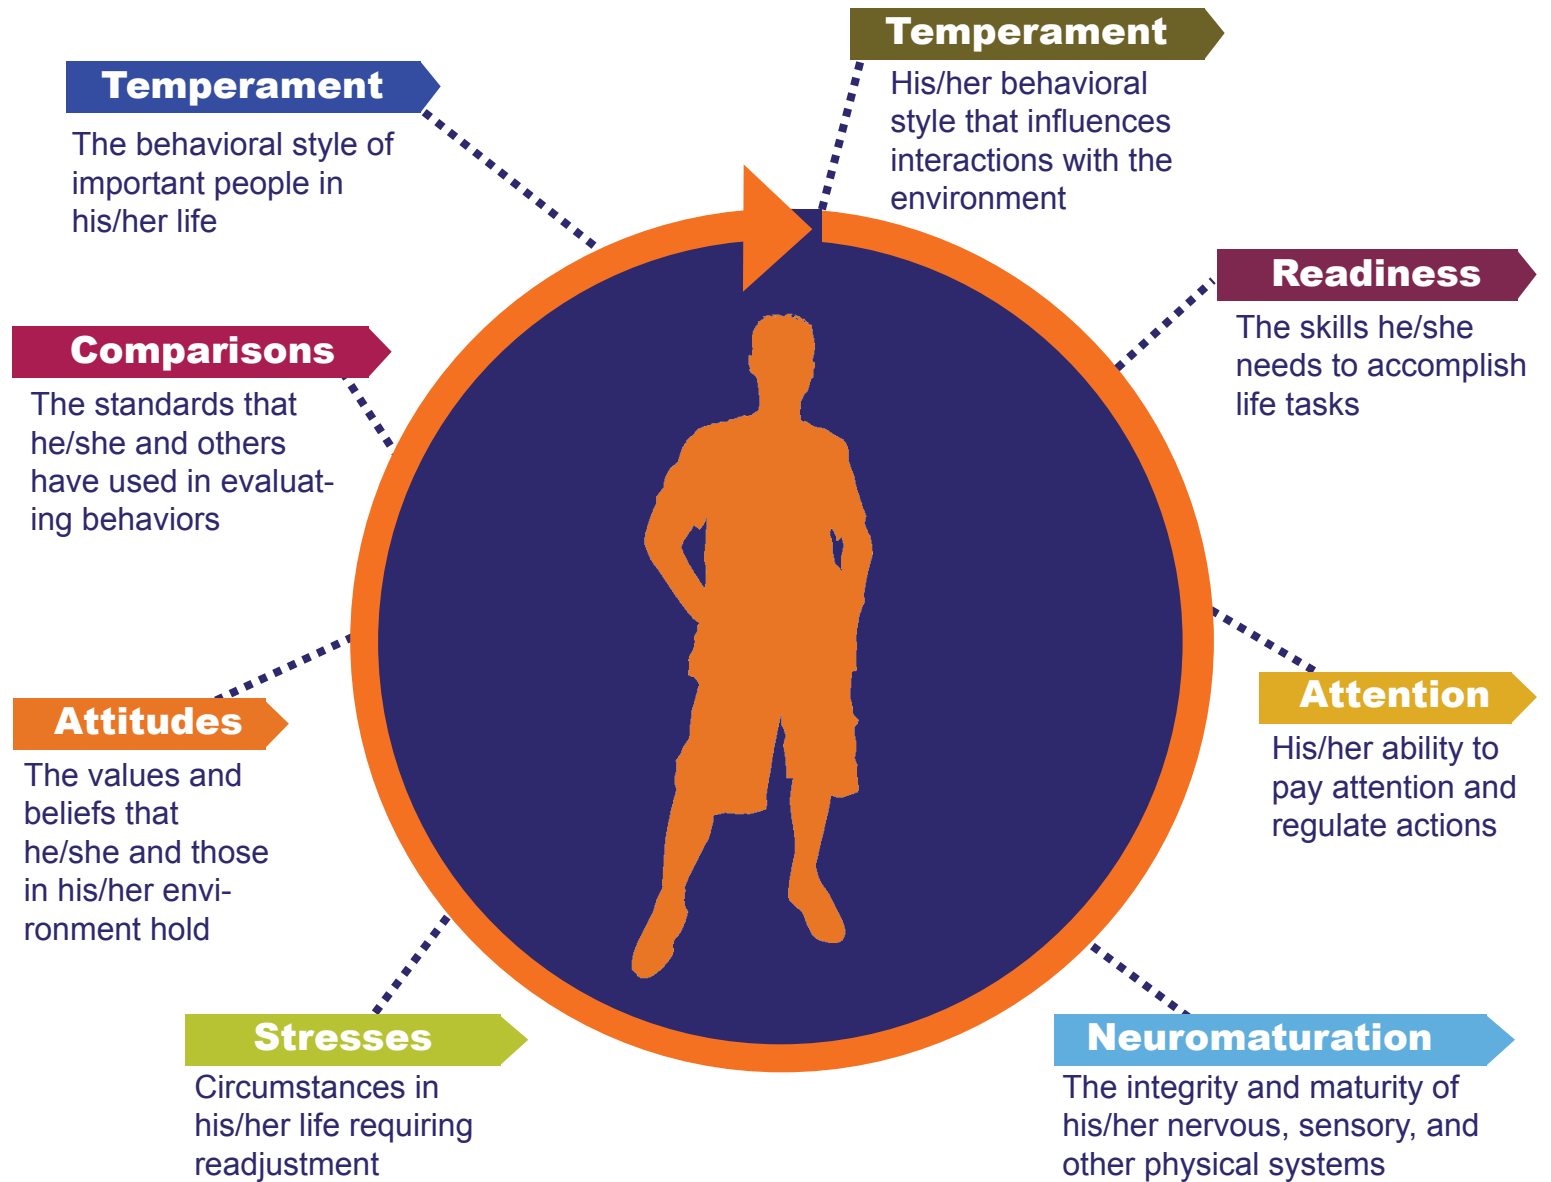 Temperament
His/her behavioral
style that influences
interactions with the
environment
Readiness
The skills he/she
needs to accomplish
life tasks
Attention
His/her ability to
pay attention and
regulate actions
Neuromaturation
The integrity and maturity of
his/her nervous, sensory, and
other physical systems
Stresses
Circumstances in
his/her life requiring
readjustment
Attitudes
The values and
beliefs that
he/she and those
in his/her envi-
ronment hold
Comparisons
The standards that
he/she and others
have used in evaluat-
ing behaviors
Temperament
The behavioral style of
important people in
his/her life